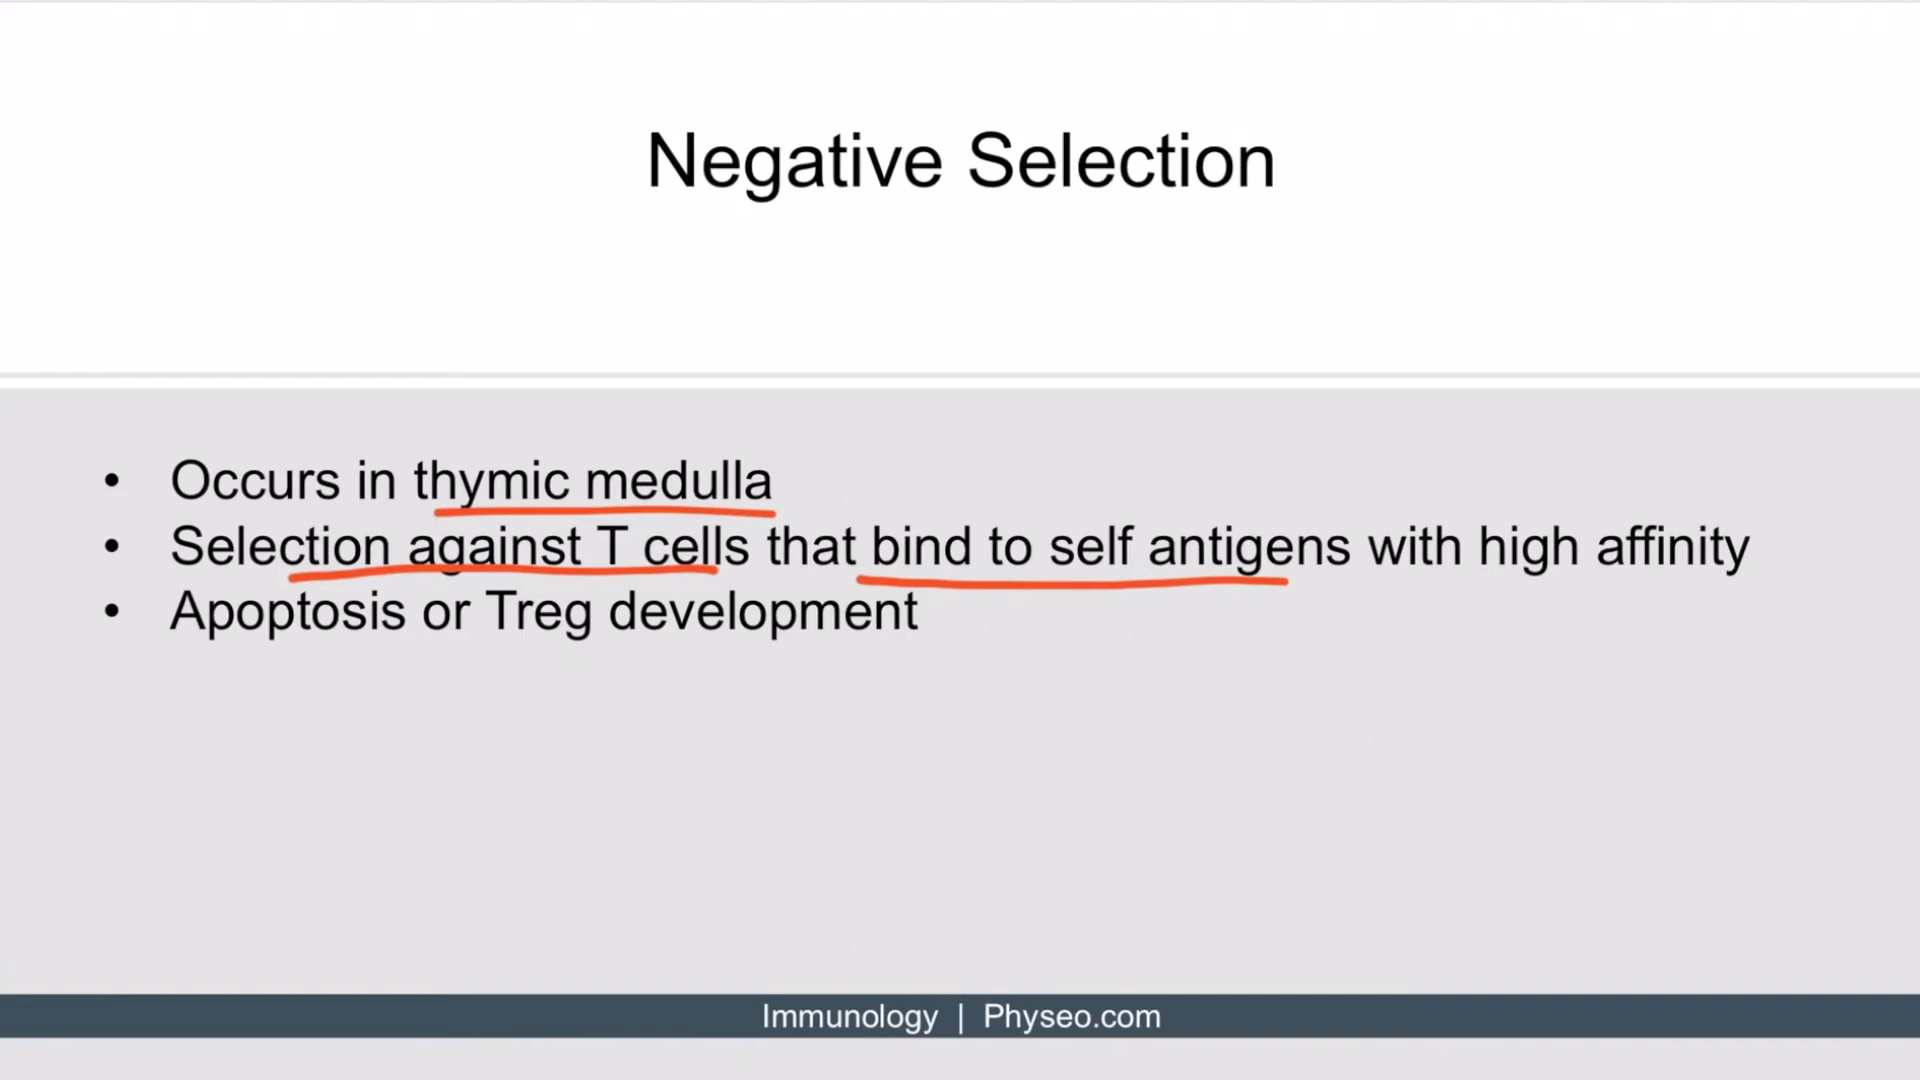 Negative Selection
• Occurs in thymic medulla
• Selection against T cells that bind to self antigens with high affinity
• Apoptosis or Treg development
Immunology | Physeo.com